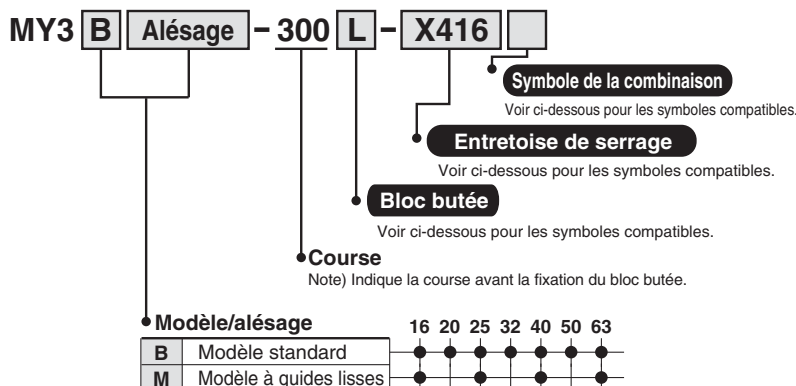 MY3 B Alésage - 300 L - X416
Symbole de la combinaison
Voir ci-dessous pour les symboles compatibles.
Entretoise de serrage
Voir ci-dessous pour les symboles compatibles.
Bloc butée
Voir ci-dessous pour les symboles compatibles.
Course
Note) Indique la course avant la fixation du bloc butée.
Modèle/alésage 16 20 25 32 40 50 63
B Modèle standard
M Modèle à guides lisses